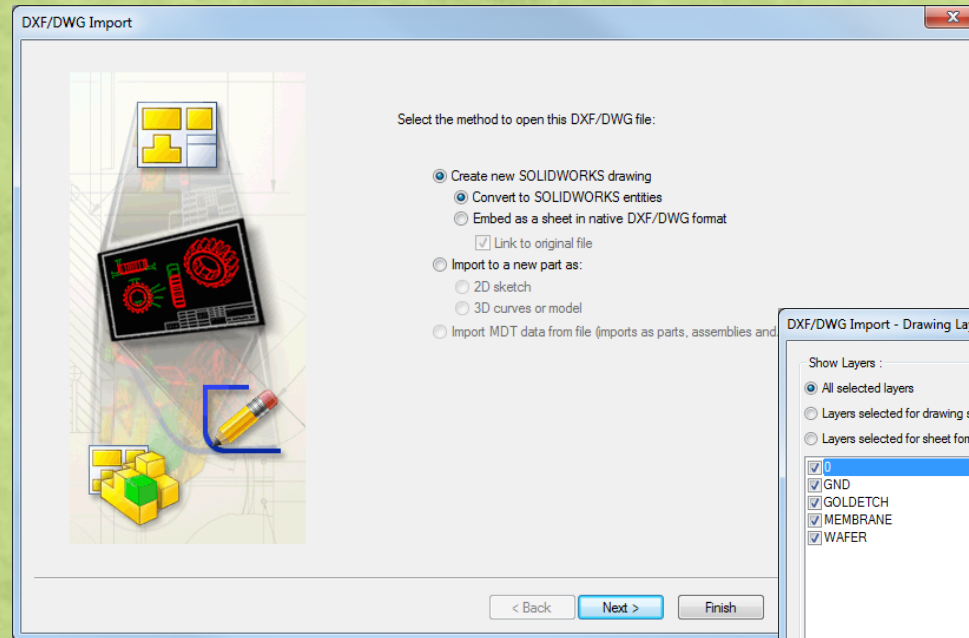 DXF/DWG Import
Select the method to open this DXF/DWG file:
Create new SOLIDWORKS drawing
Convert to SOLIDWORKS entities
Embed as a sheet in native DXF/DWG format
Link to original file
Import to a new part as:
2D sketch
3D curves or model
Import MDT data from file (imports as parts, assemblies and
< Back Next > Finish
DXF/DWG Import - Drawing La
Show Layers :
All selected layers
Layers selected for drawing s
Layers selected for sheet for
0
GND
GOLDETCH
MEMBRANE
WAFER